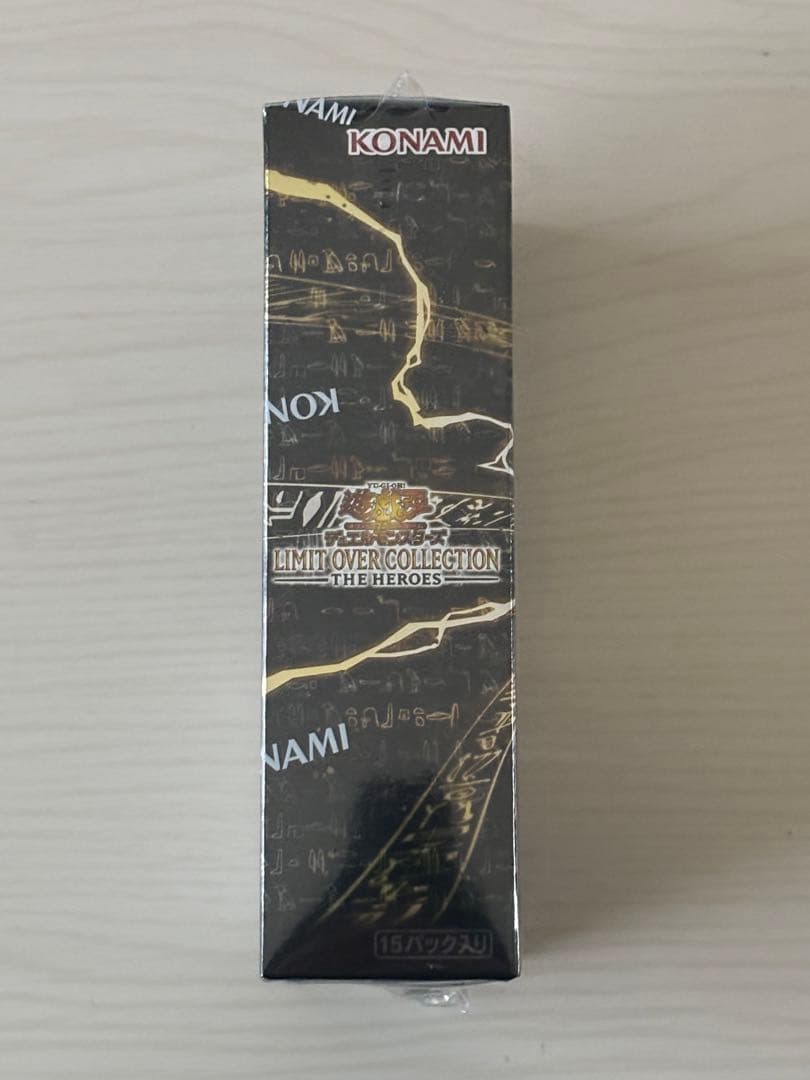 NAMI
KONAMI
KON
YU-GI-OH!
遊戯王
デュエルモンスターズ
LIMIT OVER COLLECTION
THE HEROES
NAMI
15パック入り